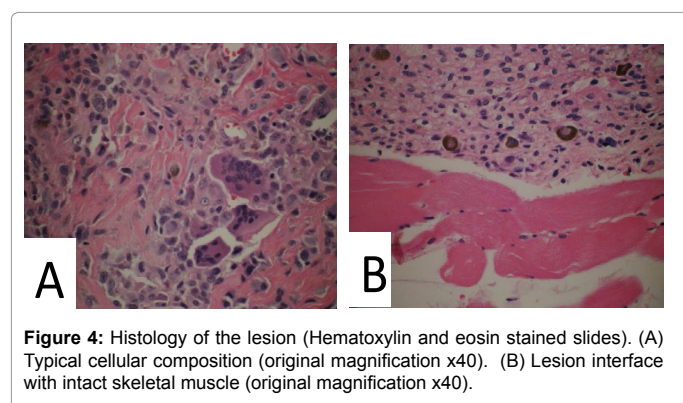 A
B
Figure 4: Histology of the lesion (Hematoxylin and eosin stained slides). (A)
Typical cellular composition (original magnification x40). (B) Lesion interface
with intact skeletal muscle (original magnification x40).